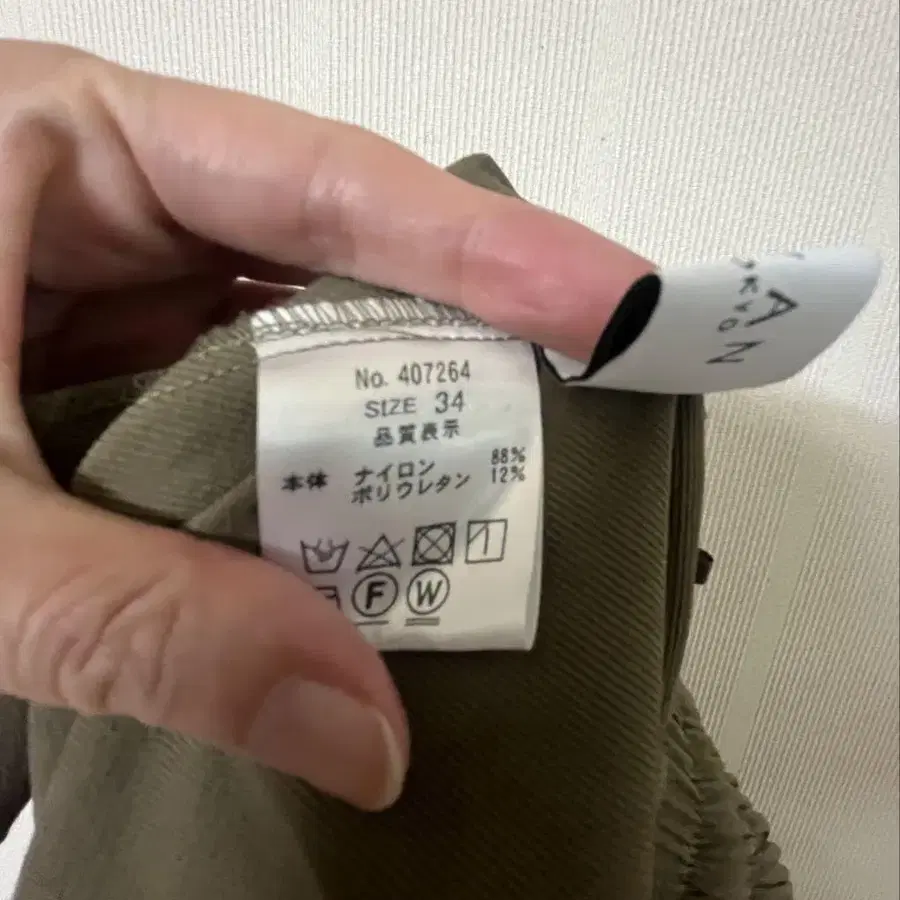 No. 407264
SIZE 34
品質表示
本体 ナイロン 88%
ポリウレタン 12%
F W